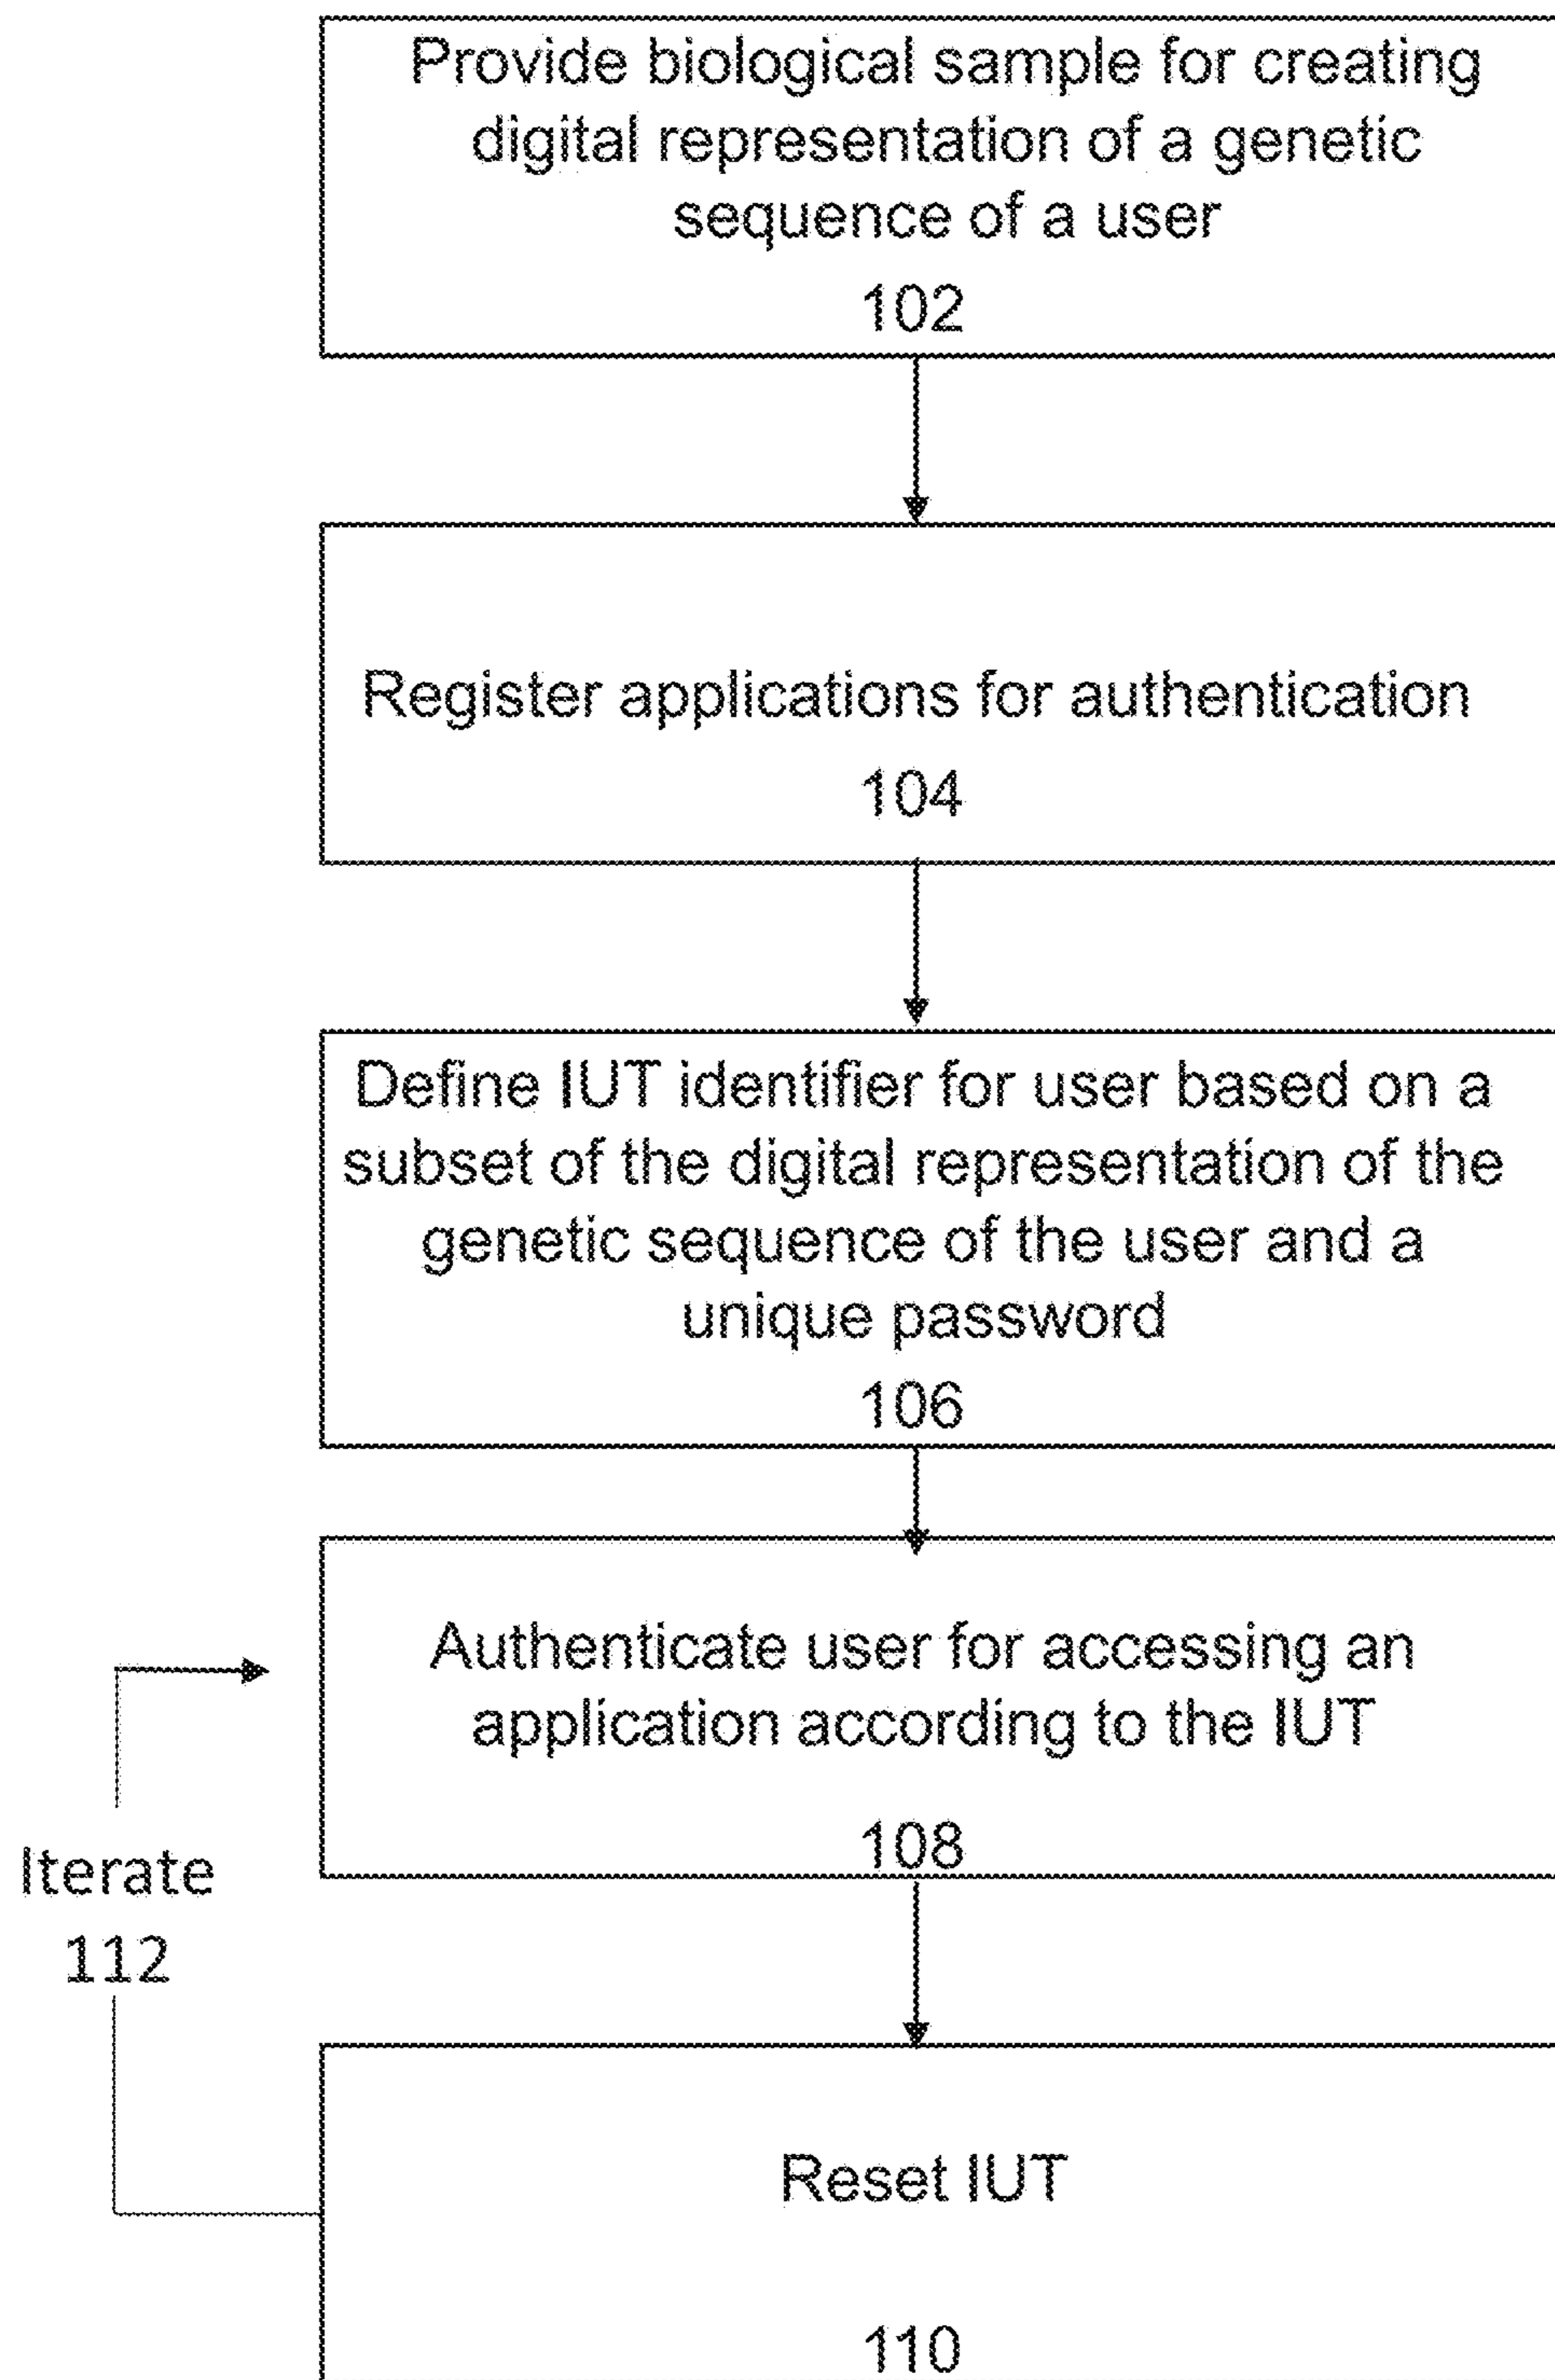 Provide biological sample for creating
digital representation of a genetic
sequence of a user
102
Register applications for authentication
104
Define IUT identifier for user based on a
subset of the digital representation of the
genetic sequence of the user and a
unique password
106
Authenticate user for accessing an
application according to the IUT
108
Iterate
112
Reset IUT
110